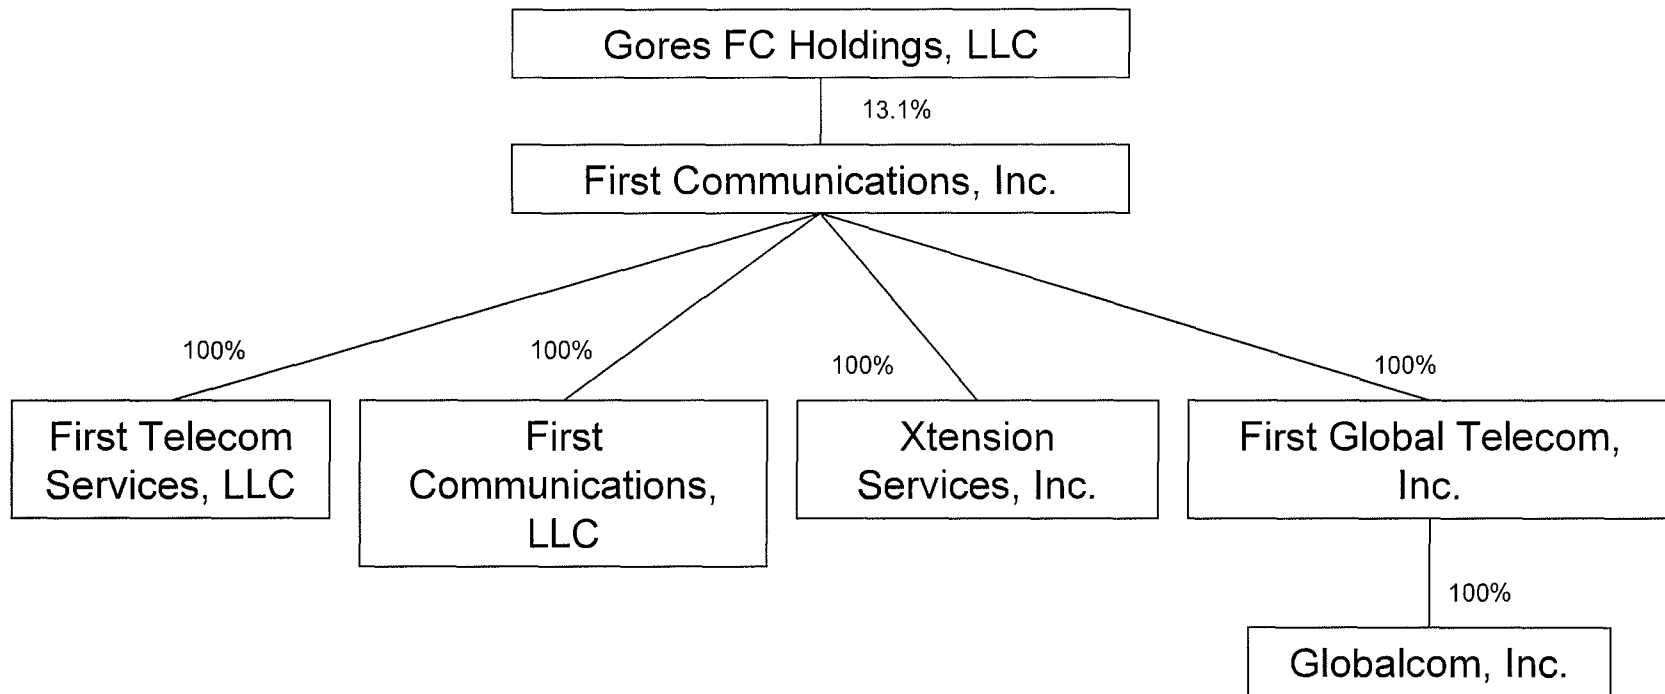 Gores FC Holdings, LLC
13.1%
First Communications, Inc.
100%
100%
100%
100%
First Telecom
Services, LLC
First
Communications,
LLC
Xtension
Services, Inc.
First Global Telecom,
Inc.
100%
Globalcom, Inc.